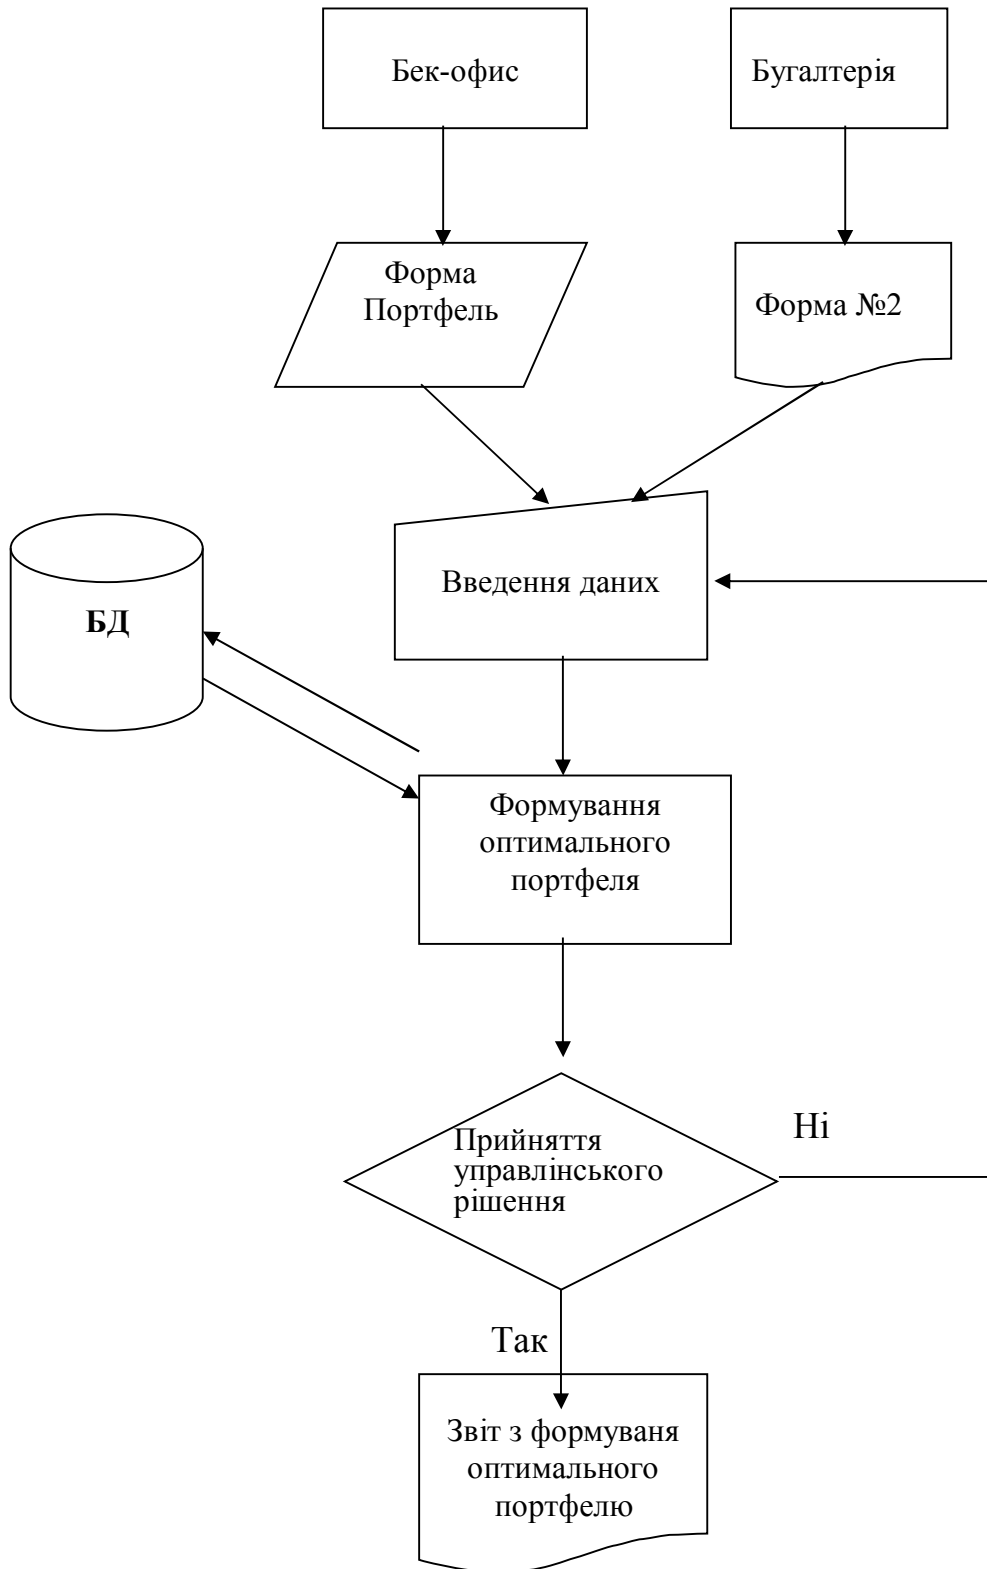 Бек-офис
Бугалтерія
Форма
Портфель
Форма №2
Введення даних
БД
Формування
оптимального
портфеля
Прийняття
управлінського
рішення
Ні
Так
Звіт з формуваня
оптимального
портфелю